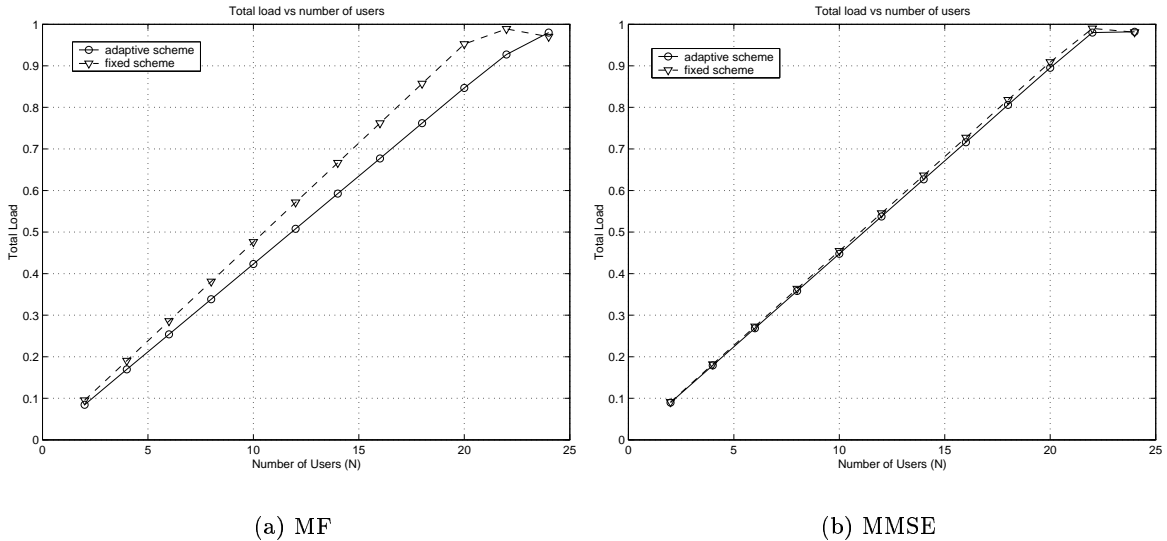 Total load vs number of users
1
0.9
0.8
0.7
0.6
0.5
0.4
0.3
0.2
0.1
0
Total Load
adaptive scheme
fixed scheme
0
5
10
15
20
25
Number of Users (N)
(a) MF
Total load vs number of users
1
0.9
0.8
0.7
0.6
0.5
0.4
0.3
0.2
0.1
0
Total Load
adaptive scheme
fixed scheme
0
5
10
15
20
25
Number of Users (N)
(b) MMSE